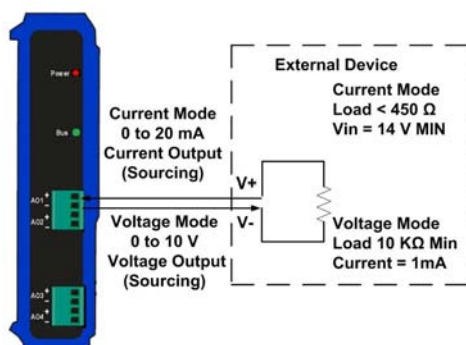 Power
Bus
AO1 + -
AO2 + -
AO3 + -
AO4 + -
Current Mode
0 to 20 mA
Current Output
(Sourcing)
Voltage Mode
0 to 10 V
Voltage Output
(Sourcing)
External Device
Current Mode
Load < 450 Ω
Vin = 14 V MIN
V+
V-
Voltage Mode
Load 10 KΩ Min
Current = 1mA